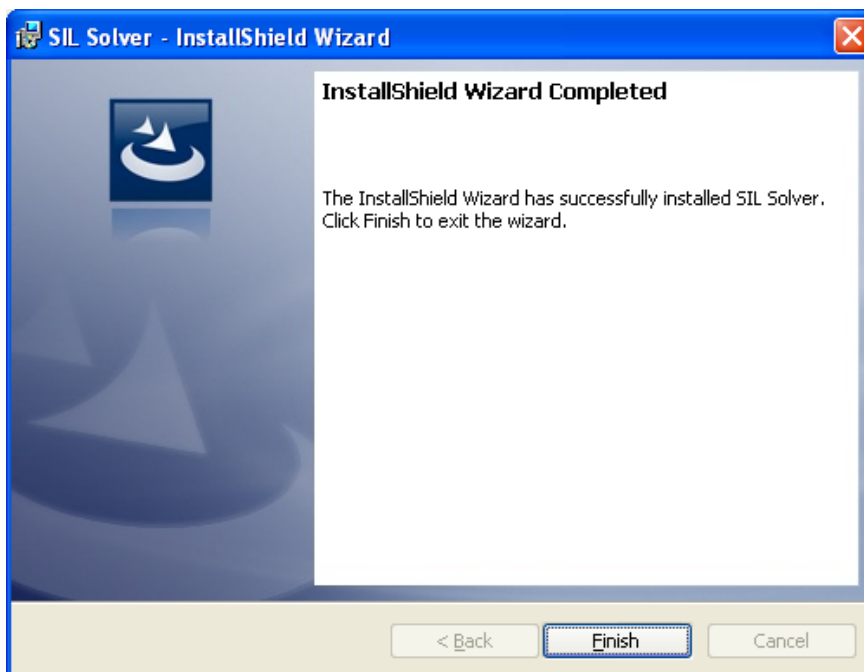 SIL Solver - InstallShield Wizard
InstallShield Wizard Completed
The InstallShield Wizard has successfully installed SIL Solver.
Click Finish to exit the wizard.
< Back
Finish
Cancel